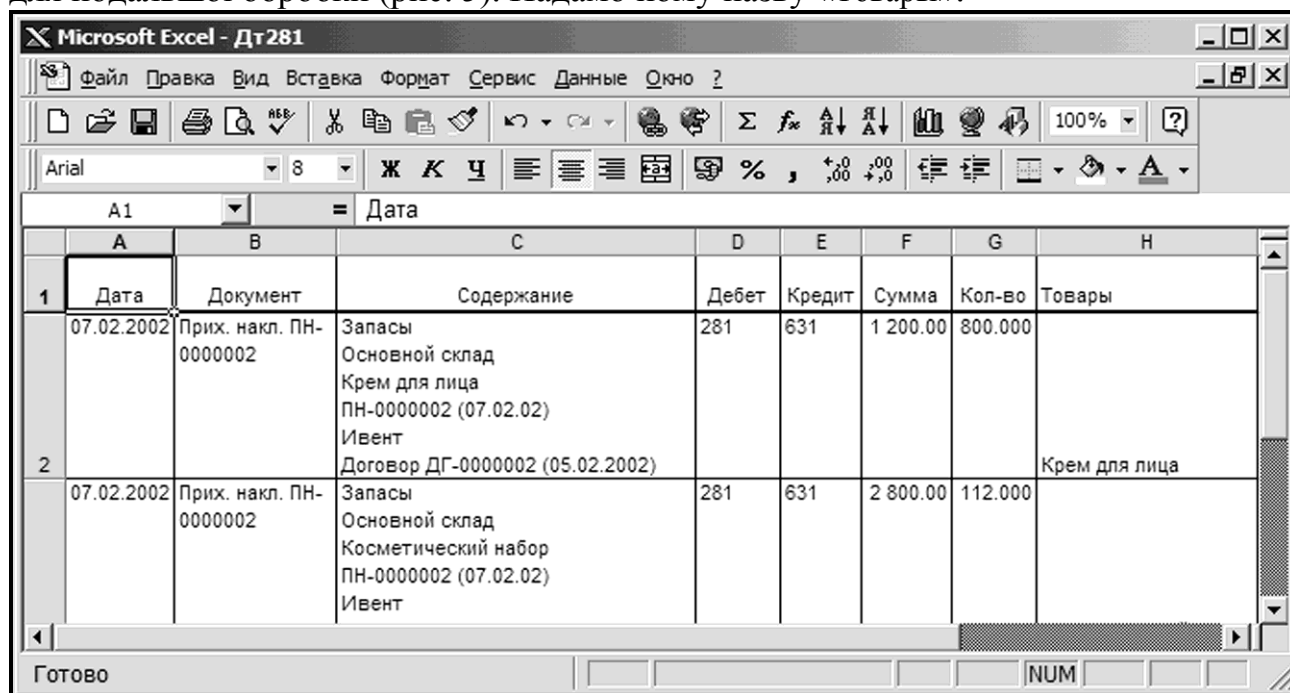 для подальшої обробки (рис. 5). Надамо йому назву «Товари».
Microsoft Excel - Дт281
Файл Правка Вид Вставка Формат Сервис Данные Окно ?
100%
Arial 8 Ж К Ч
A1 = Дата
A B C D E F G H
1 Дата Документ Содержание Дебет Кредит Сумма Кол-во Товары
07.02.2002 Прих. накл. ПН- Запасы 281 631 1 200.00 800.000
0000002 Основной склад
Крем для лица
ПН-0000002 (07.02.02)
Ивент
2 Договор ДГ-0000002 (05.02.2002) Крем для лица
07.02.2002 Прих. накл. ПН- Запасы 281 631 2 800.00 112.000
0000002 Основной склад
Косметический набор
ПН-0000002 (07.02.02)
Ивент
Готово NUM